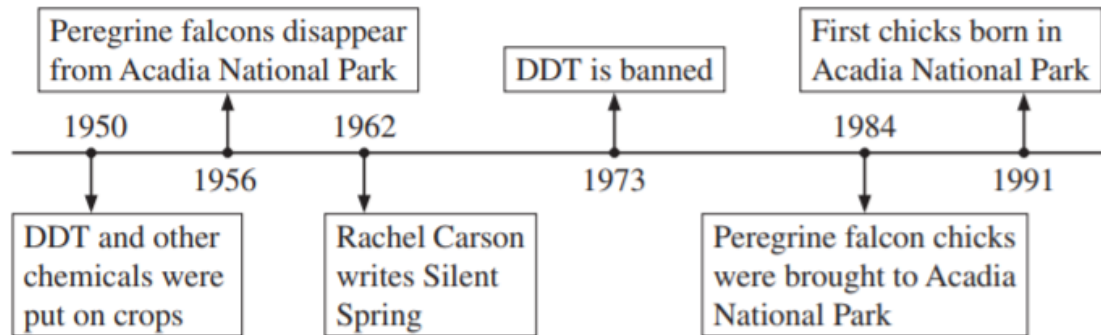 Peregrine falcons disappear
from Acadia National Park
DDT is banned
First chicks born in
Acadia National Park
1950
1962
1984
1956
1973
1991
DDT and other
chemicals were
put on crops
Rachel Carson
writes Silent
Spring
Peregrine falcon chicks
were brought to Acadia
National Park